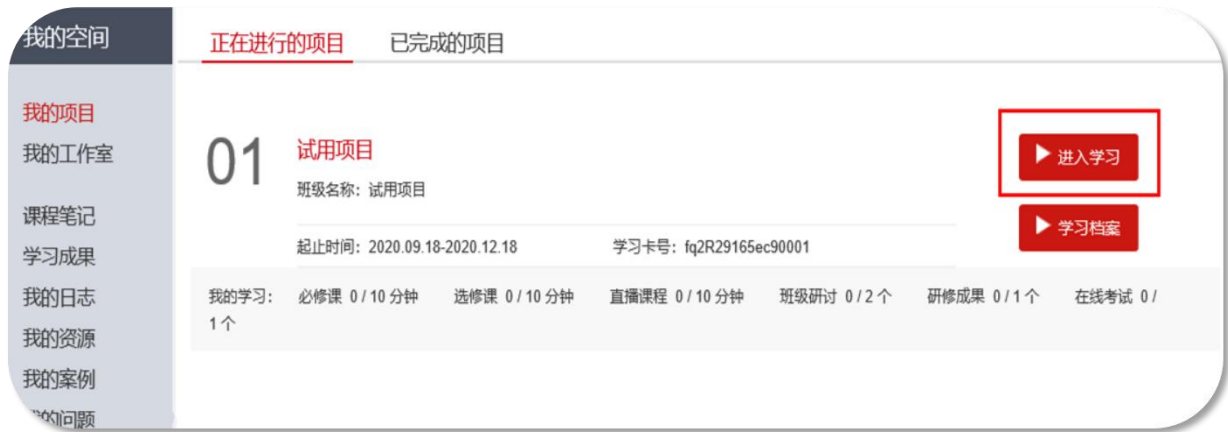 我的空间
正在进行的项目 已完成的项目
我的项目
我的工作室
课程笔记
学习成果
我的日志
我的资源
我的案例
我的问题
01
试用项目
班级名称：试用项目
起止时间：2020.09.18-2020.12.18 学习卡号：fq2R29165ec90001
进入学习
学习档案
我的学习： 必修课 0 / 10 分钟 选修课 0 / 10 分钟 直播课程 0 / 10 分钟 班级研讨 0 / 2 个 研修成果 0 / 1 个 在线考试 0 /
1 个